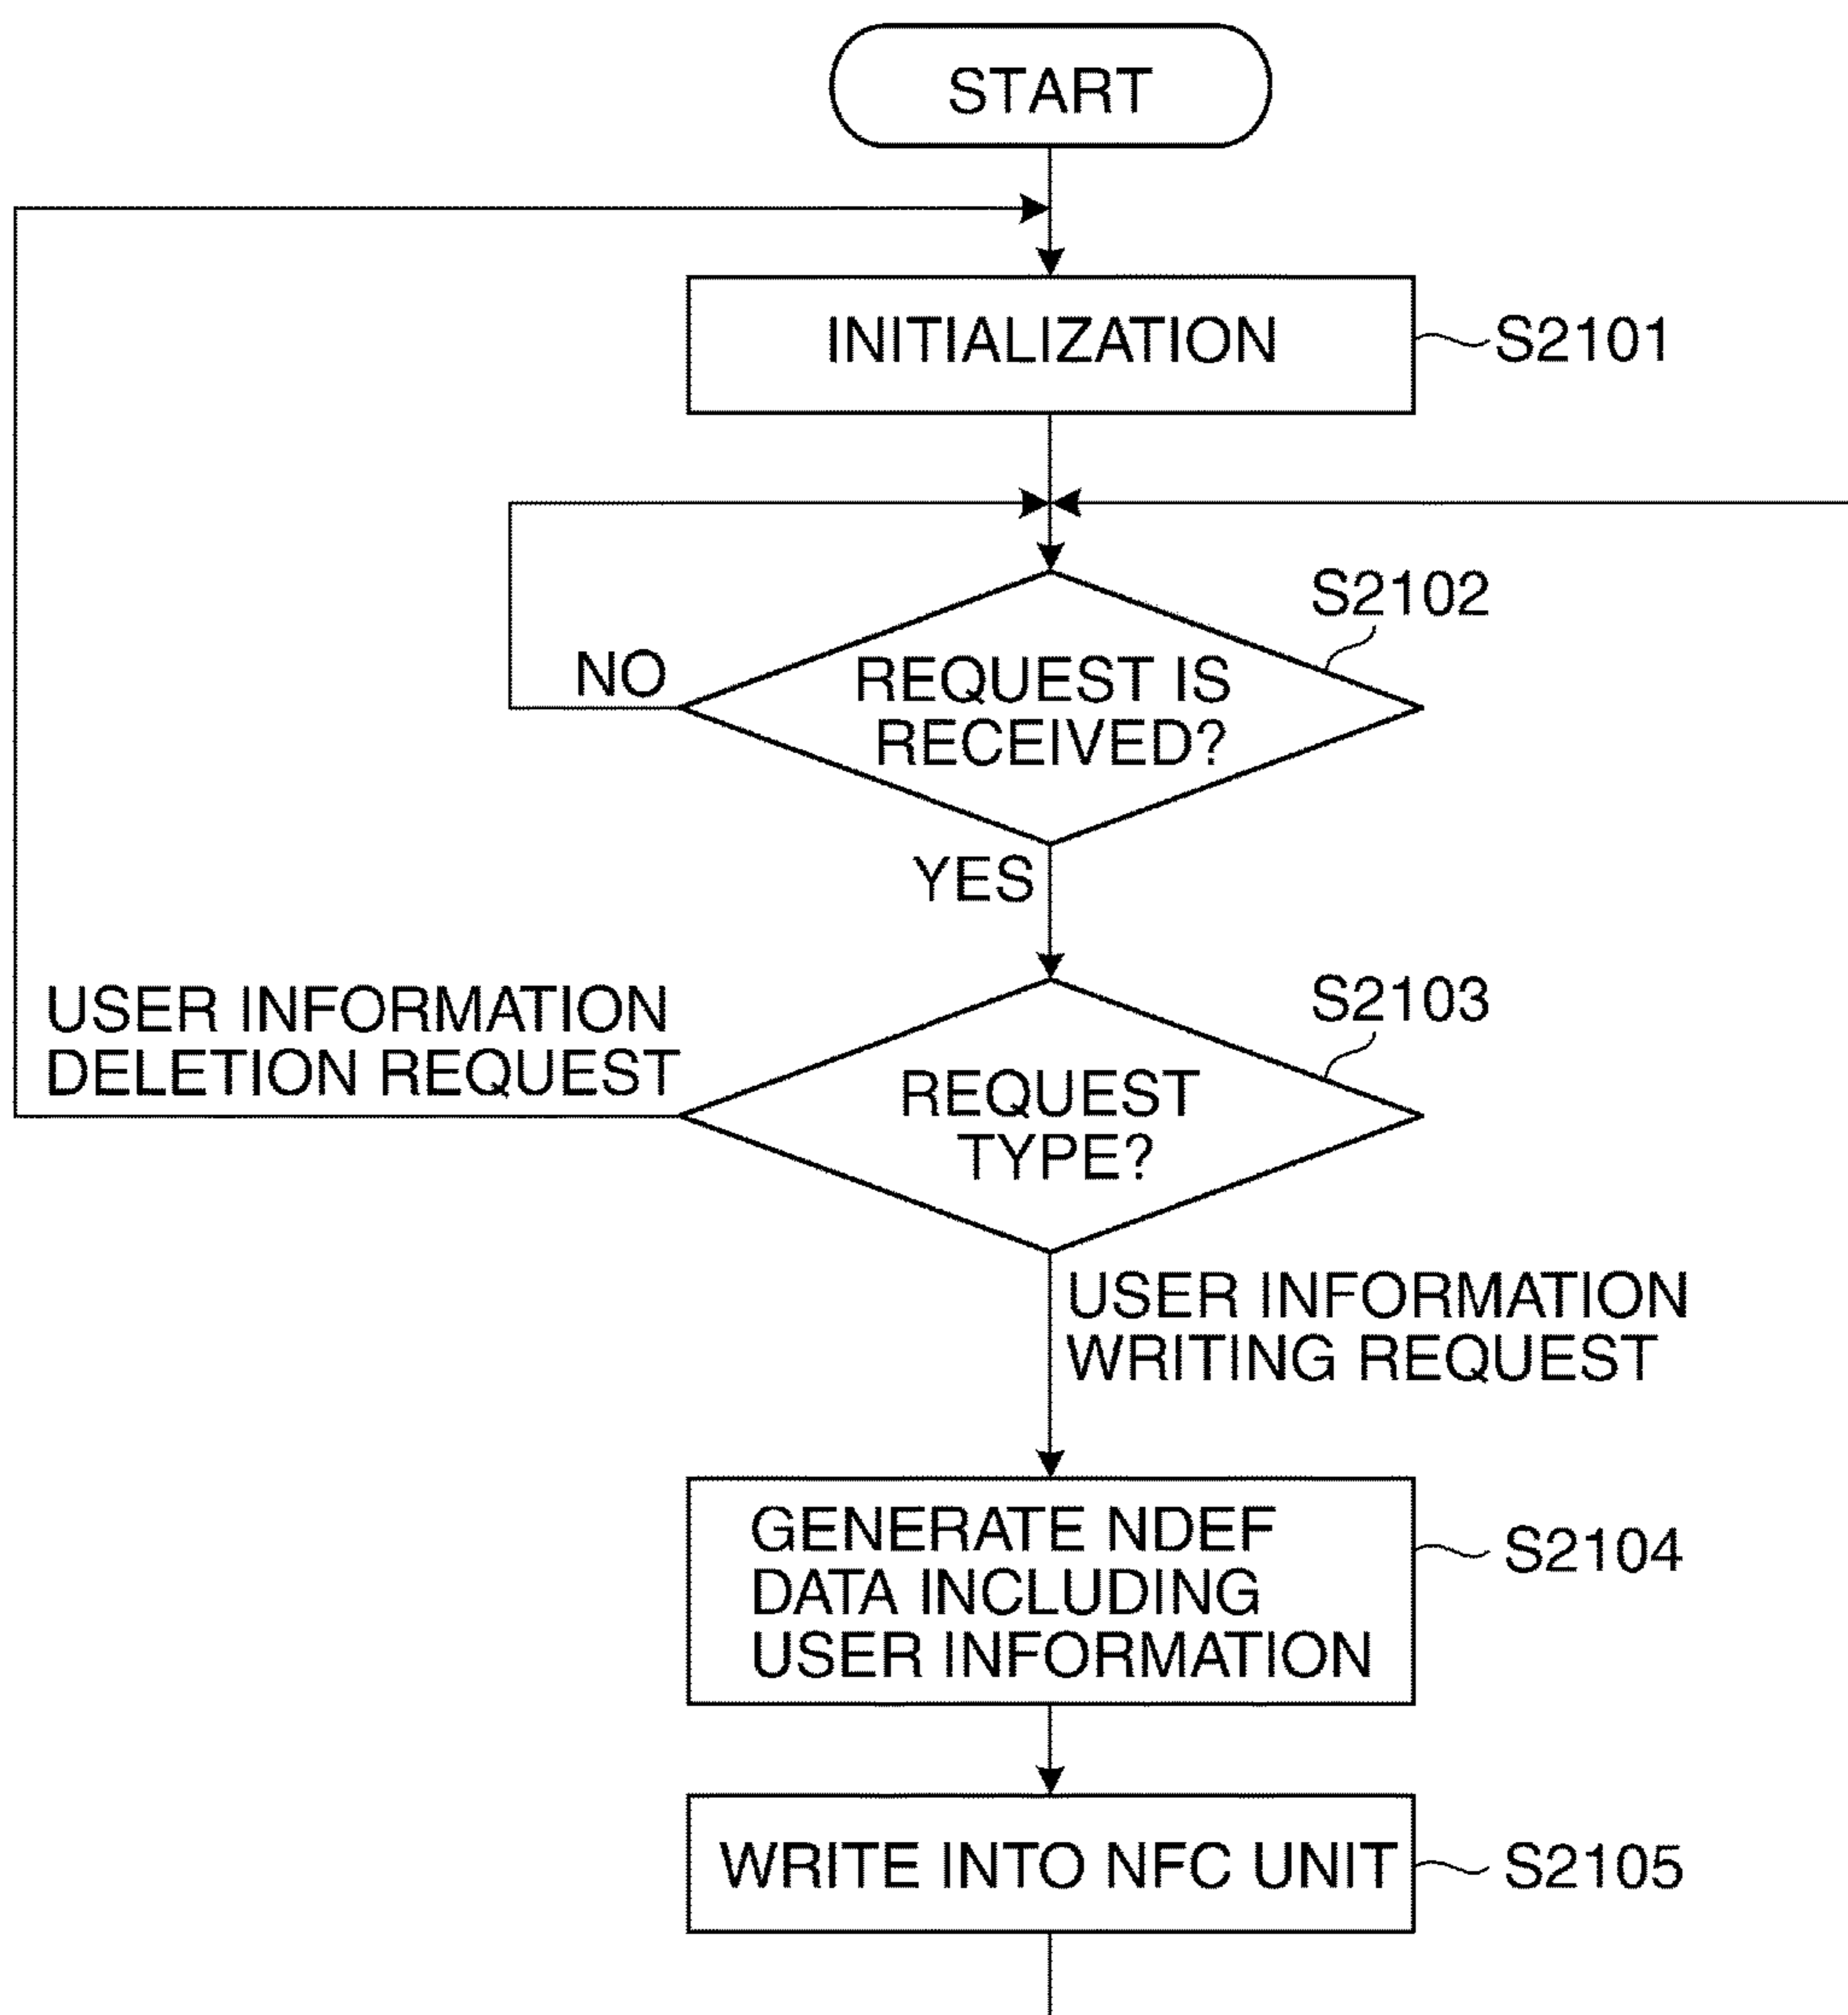 START
INITIALIZATION
S2101
S2102
NO
REQUEST IS
RECEIVED?
YES
S2103
USER INFORMATION
DELETION REQUEST
REQUEST
TYPE?
USER INFORMATION
WRITING REQUEST
GENERATE NDEF
DATA INCLUDING
USER INFORMATION
S2104
WRITE INTO NFC UNIT
S2105